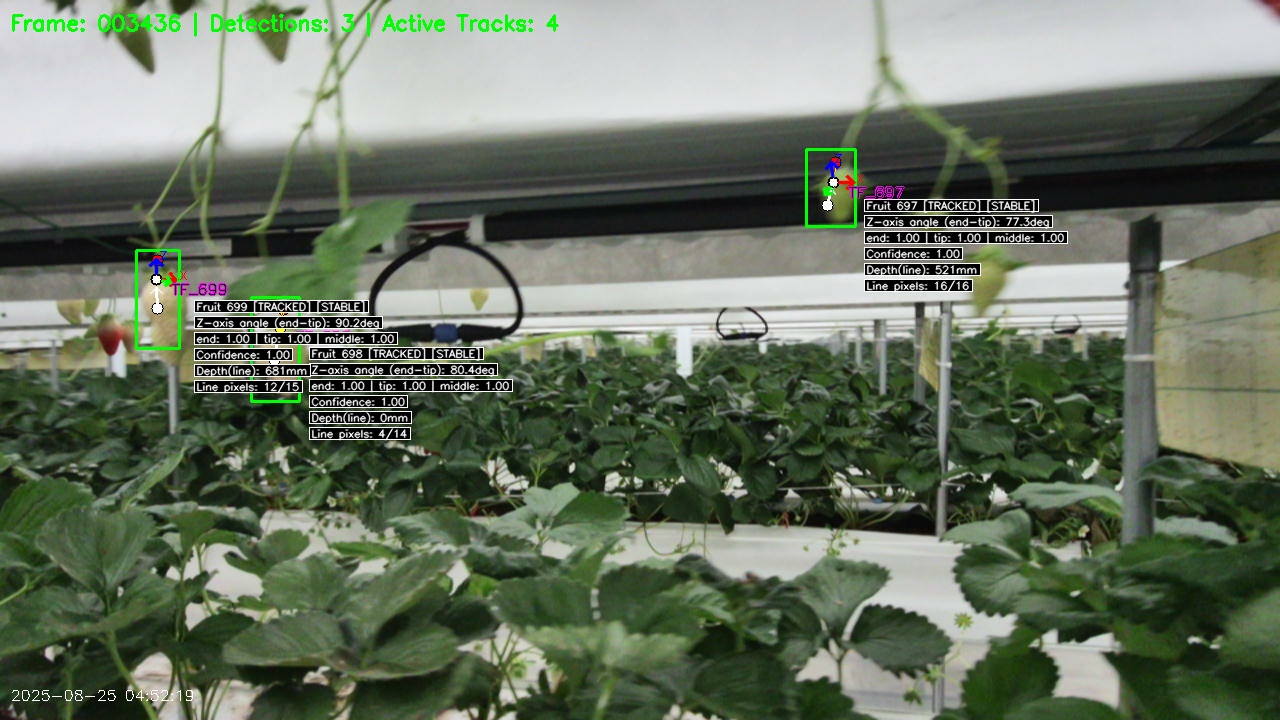 Frame: 003436 | Detections: 3 | Active Tracks: 4
TF_697
Fruit 697 [TRACKED] [STABLE]
Z-axis angle (end-tip): 77.3deg
end: 1.00 | tip: 1.00 | middle: 1.00
Confidence: 1.00
Depth(line): 521mm
Line pixels: 16/16
Z
X
TF_699
Fruit 699 [TRACKED] [STABLE]
Z-axis angle (end-tip): 90.2deg
end: 1.00 | tip: 1.00 | middle: 1.00
Confidence: 1.00
Depth(line): 681mm
Line pixels: 12/15
Fruit 698 [TRACKED] [STABLE]
Z-axis angle (end-tip): 80.4deg
end: 1.00 | tip: 1.00 | middle: 1.00
Confidence: 1.00
Depth(line): 0mm
Line pixels: 4/14
2025-08-25 04:52:19